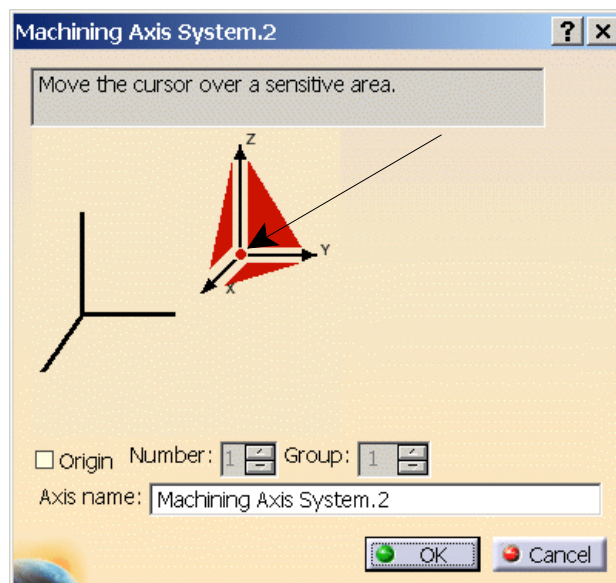 Machining Axis System.2
Move the cursor over a sensitive area.
Z
Y
X
Origin Number: 1 Group: 1
Axis name: Machining Axis System.2
OK Cancel